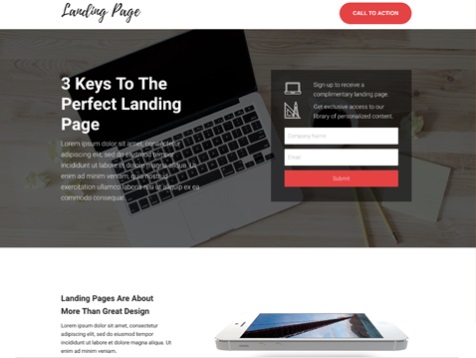 Landing Page
CALL TO ACTION
3 Keys To The
Perfect Landing
Page
Lorem ipsum dolor sit amet, consectetur
adipiscing elit, sed do eiusmod tempor
incididunt ut labore et dolore magna aliqua. Ut
enim ad minim veniam, quis nostrud
exercitation ullamco laboris nisi ut aliquip ex ea
commodo consequat.
Sign up to receive a
complimentary landing page.
Get exclusive access to our
library of personalized content.
Company Name
Email
Submit
Landing Pages Are About
More Than Great Design
Lorem ipsum dolor sit amet, consectetur
adipiscing elit, sed do eiusmod tempor
incididunt ut labore et dolore magna aliqua. Ut
enim ad minim veniam.